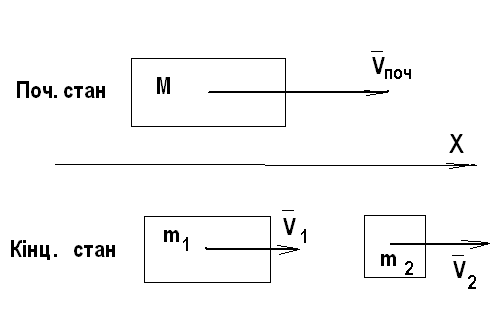 Поч. стан M V̅поч
X
Кінц. стан m1 V̅1 m2 V̅2